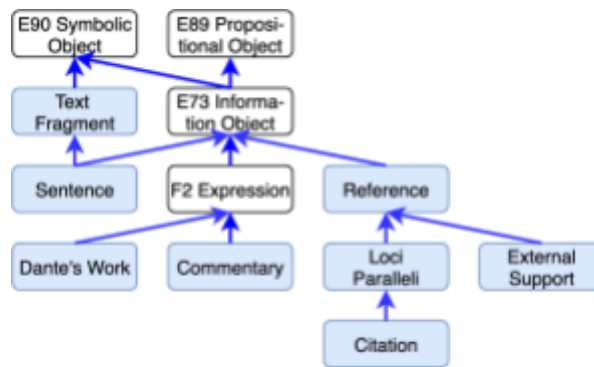 E90 Symbolic
Object
E89 Proposi-
tional Object
Text
Fragment
E73 Informa-
tion Object
Sentence
F2 Expression
Reference
Dante's Work
Commentary
Loci
Paralleli
External
Support
Citation